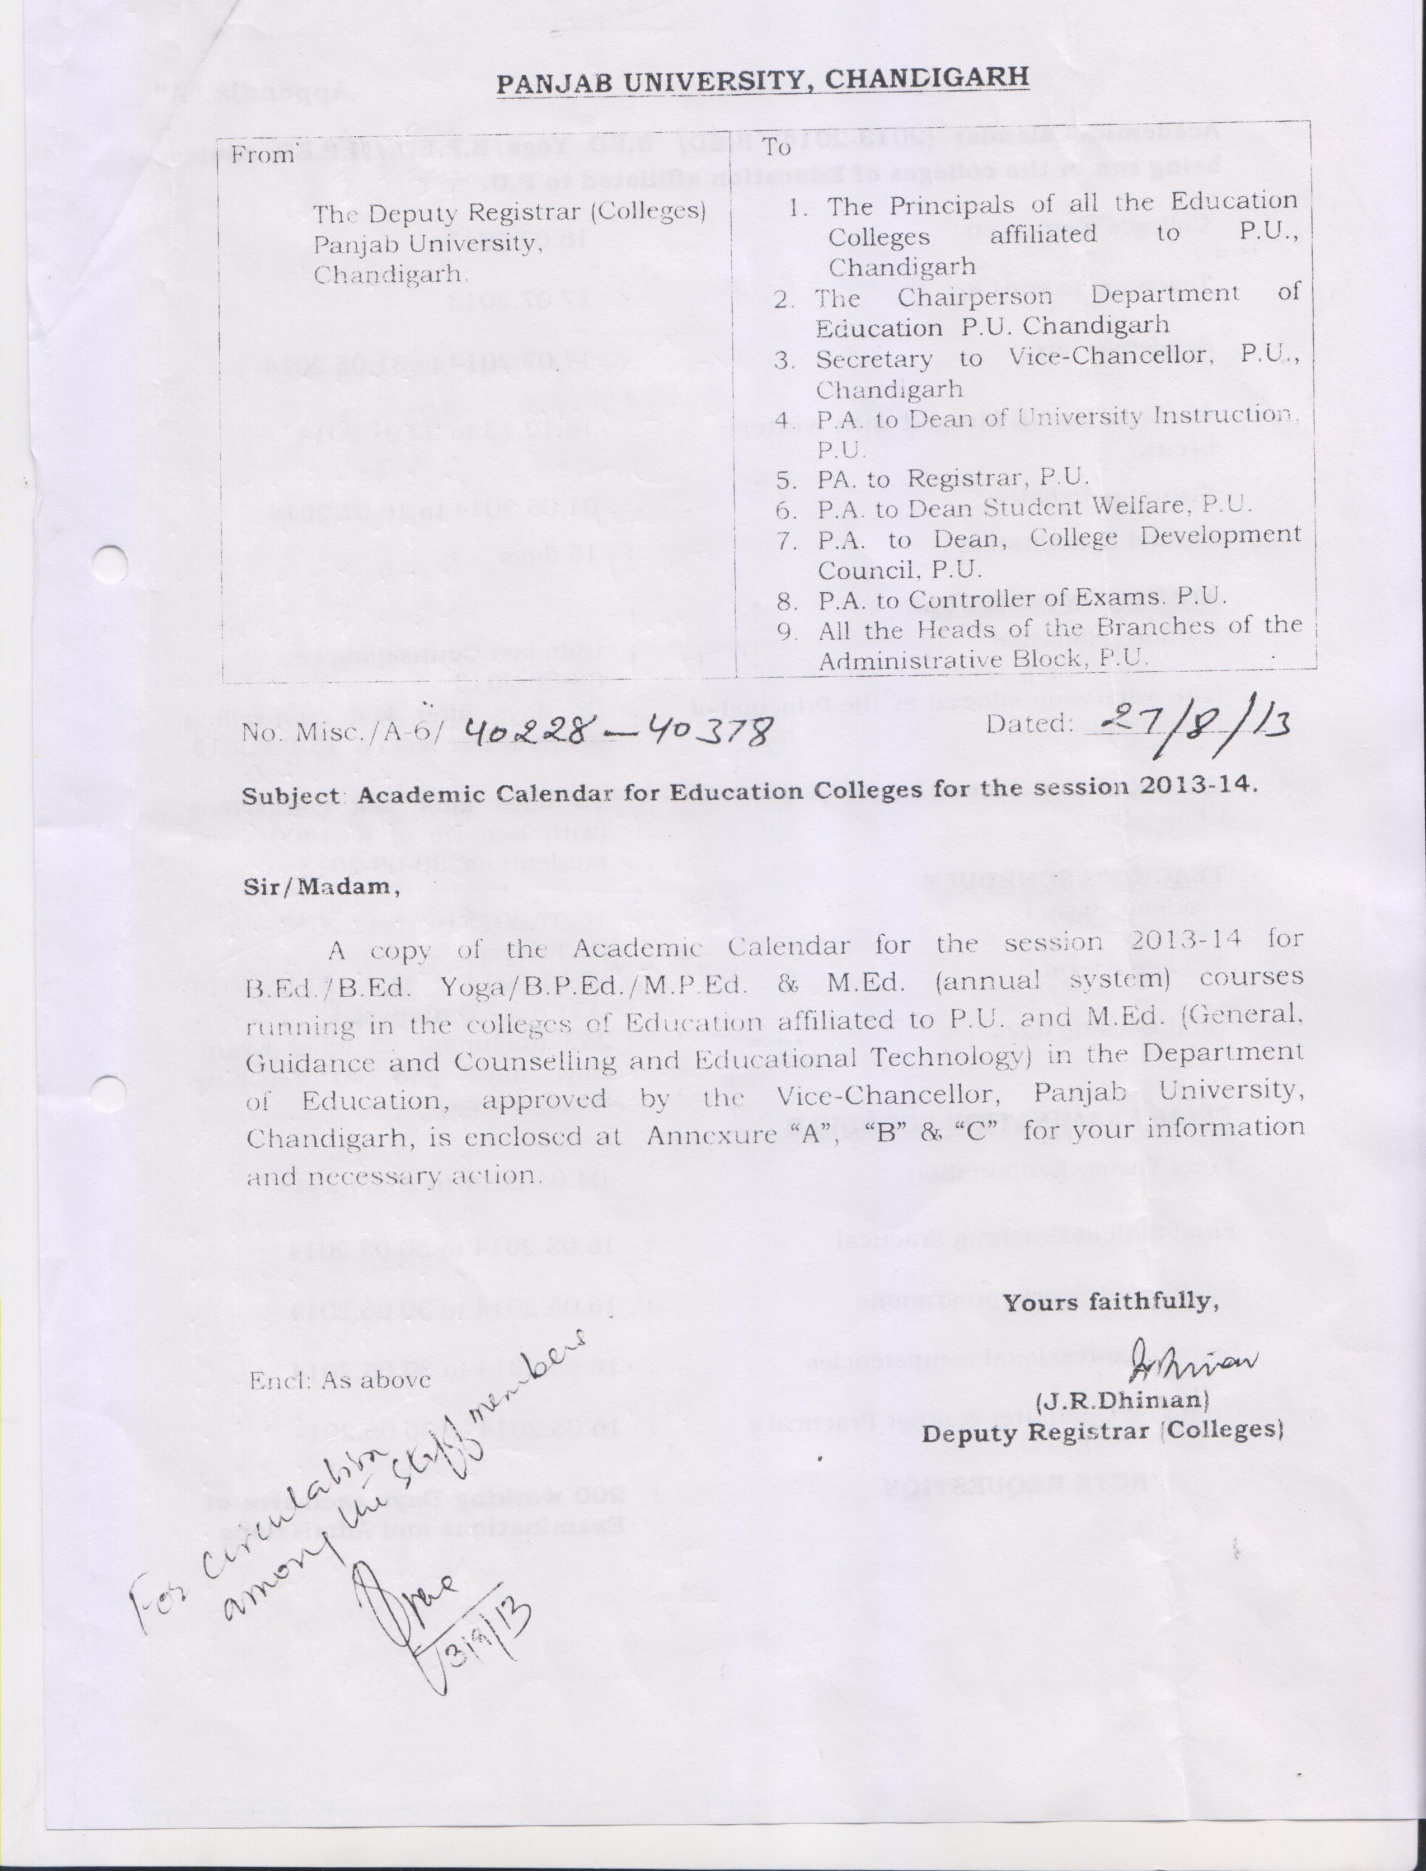 PANJAB UNIVERSITY, CHANDIGARH
From
The Deputy Registrar (Colleges)
Panjab University,
Chandigarh.
To
1. The Principals of all the Education
Colleges affiliated to P.U.,
Chandigarh
2. The Chairperson Department of
Education P.U. Chandigarh
3. Secretary to Vice-Chancellor, P.U.,
Chandigarh
4. P.A. to Dean of University Instruction,
P.U.
5. PA. to Registrar, P.U.
6. P.A. to Dean Student Welfare, P.U.
7. P.A. to Dean, College Development
Council, P.U.
8. P.A. to Controller of Exams. P.U.
9. All the Heads of the Branches of the
Administrative Block, P.U.
No. Misc./A-6/ 40228-40378 Dated: 27/8/13
Subject: Academic Calendar for Education Colleges for the session 2013-14.
Sir/Madam,
A copy of the Academic Calendar for the session 2013-14 for
B.Ed./B.Ed. Yoga/B.P.Ed./M.P.Ed. & M.Ed. (annual system) courses
running in the colleges of Education affiliated to P.U. and M.Ed. (General,
Guidance and Counselling and Educational Technology) in the Department
of Education, approved by the Vice-Chancellor, Panjab University,
Chandigarh, is enclosed at Annexure “A”, “B” & “C” for your information
and necessary action.
Yours faithfully,
(J.R.Dhiman)
Deputy Registrar (Colleges)
Encl: As above
For circulation
among the staff members.
3/9/13